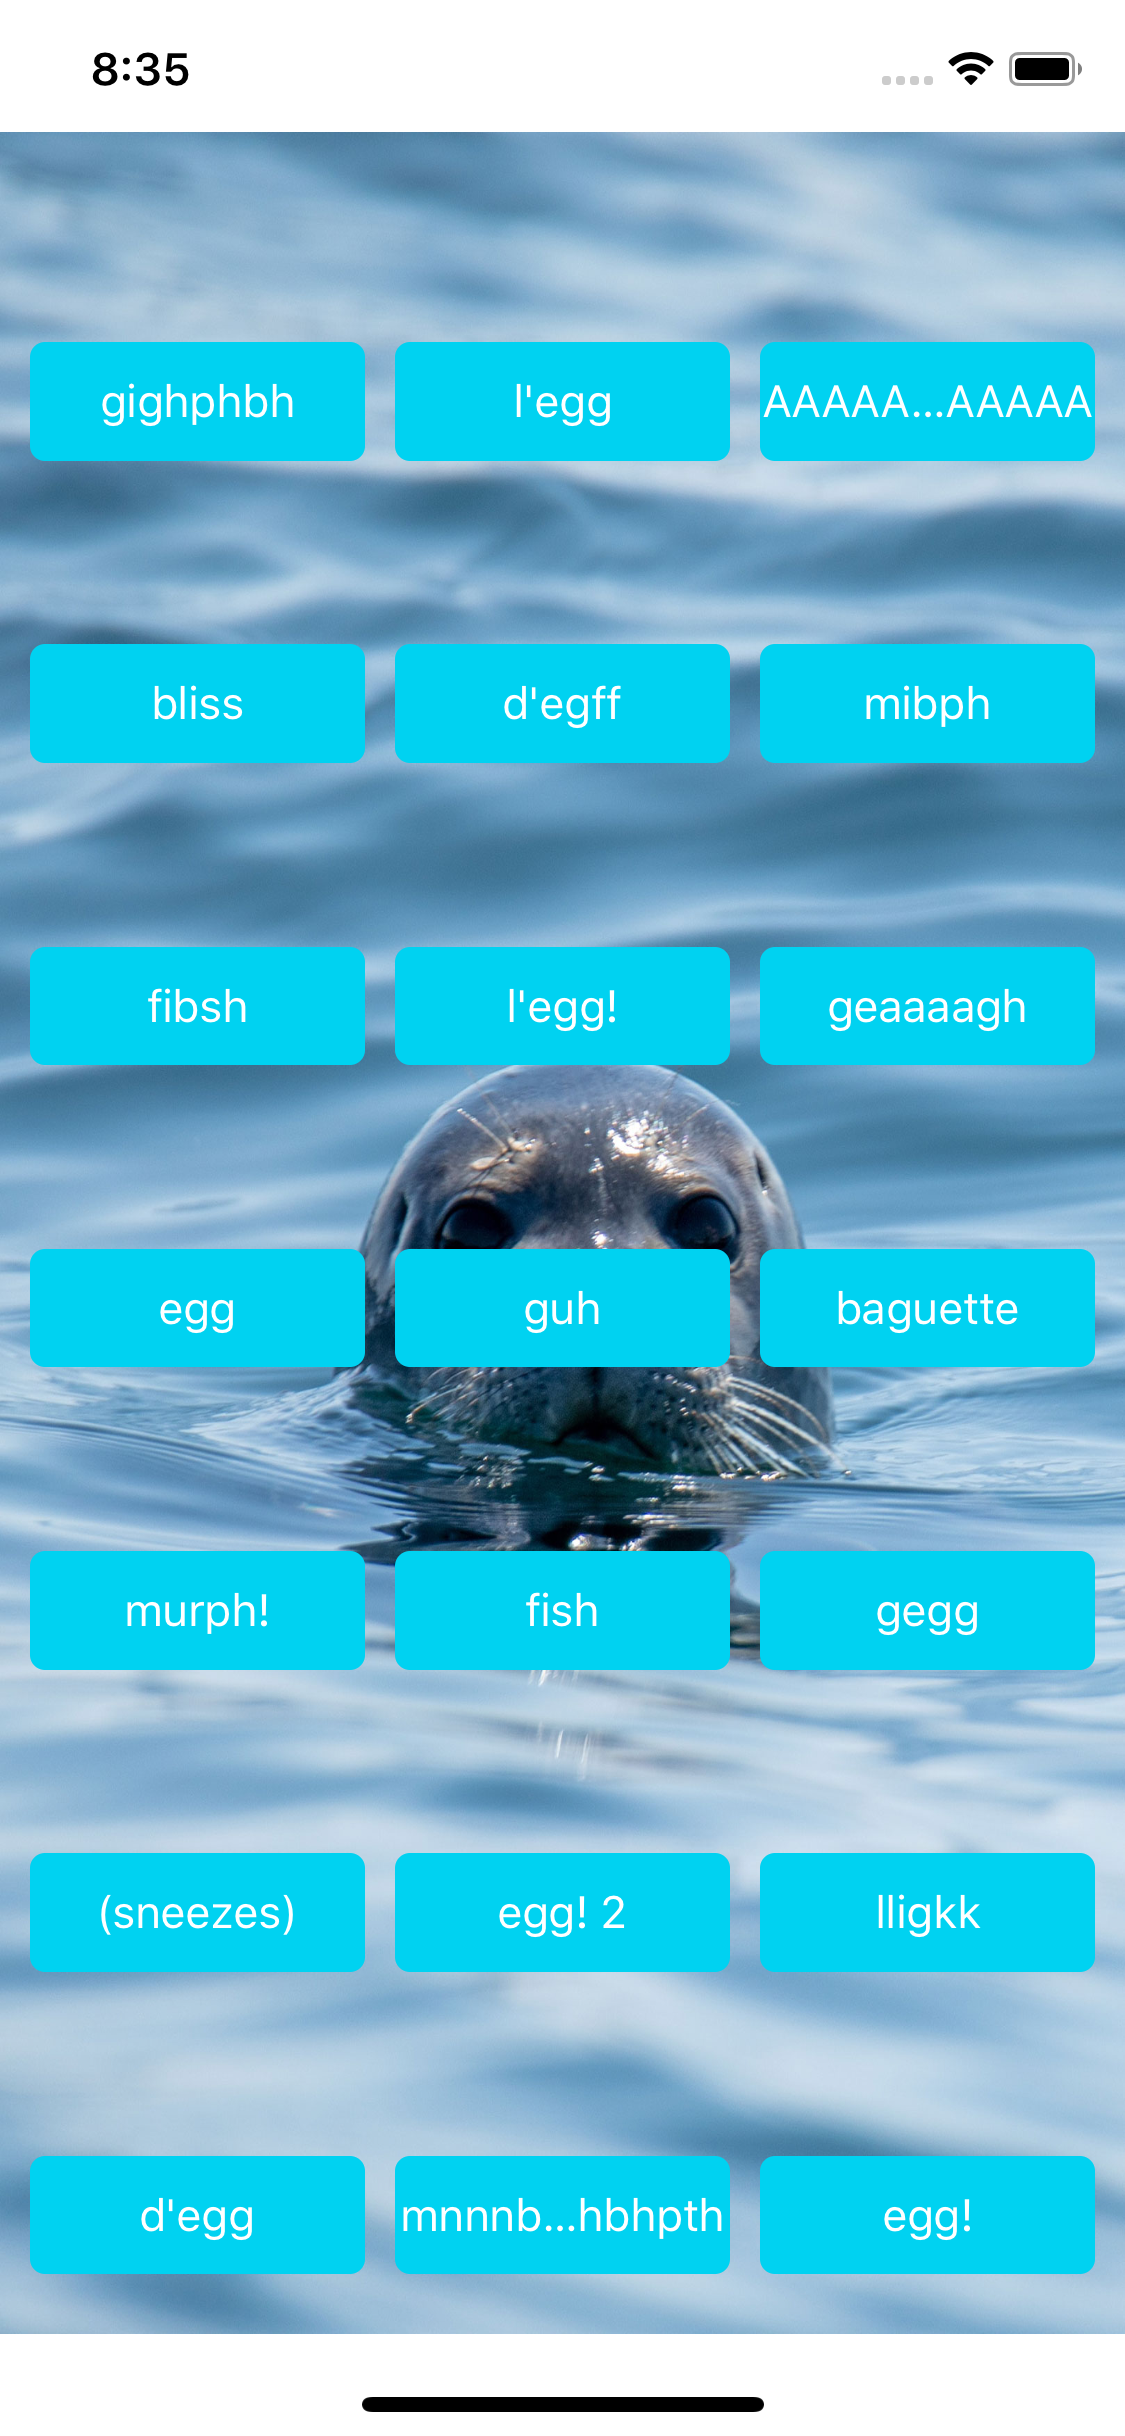 8:35
gighphbh
l'egg
AAAAA...AAAAA
bliss
d'egff
mibph
fibsh
l'egg!
geaaaagh
egg
guh
baguette
murph!
fish
gegg
(sneezes)
egg! 2
lligkk
d'egg
mnnnb...hbhpth
egg!